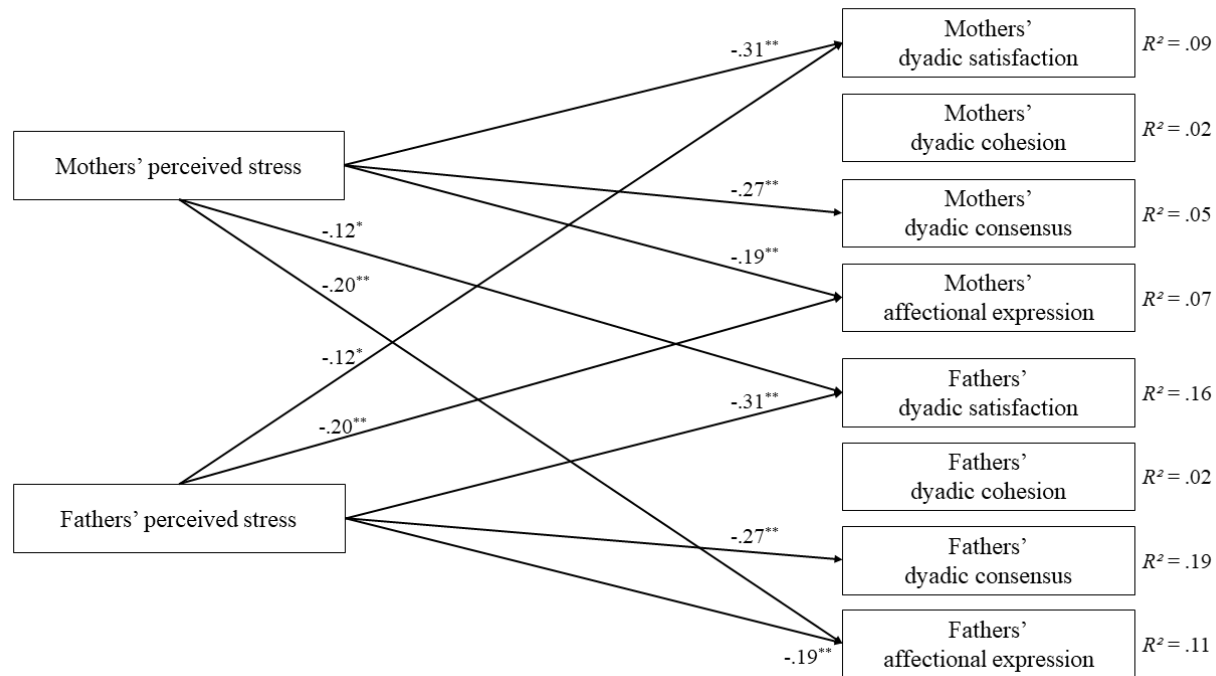 Mothers’
dyadic satisfaction
R² = .09
-.31**
Mothers’
dyadic cohesion
R² = .02
Mothers’ perceived stress
-.27**
Mothers’
dyadic consensus
R² = .05
-.12*
-.19**
-.20**
Mothers’
affectional expression
R² = .07
-.12*
Fathers’
dyadic satisfaction
R² = .16
-.31**
-.20**
Fathers’
dyadic cohesion
R² = .02
Fathers’ perceived stress
-.27**
Fathers’
dyadic consensus
R² = .19
-.19**
Fathers’
affectional expression
R² = .11